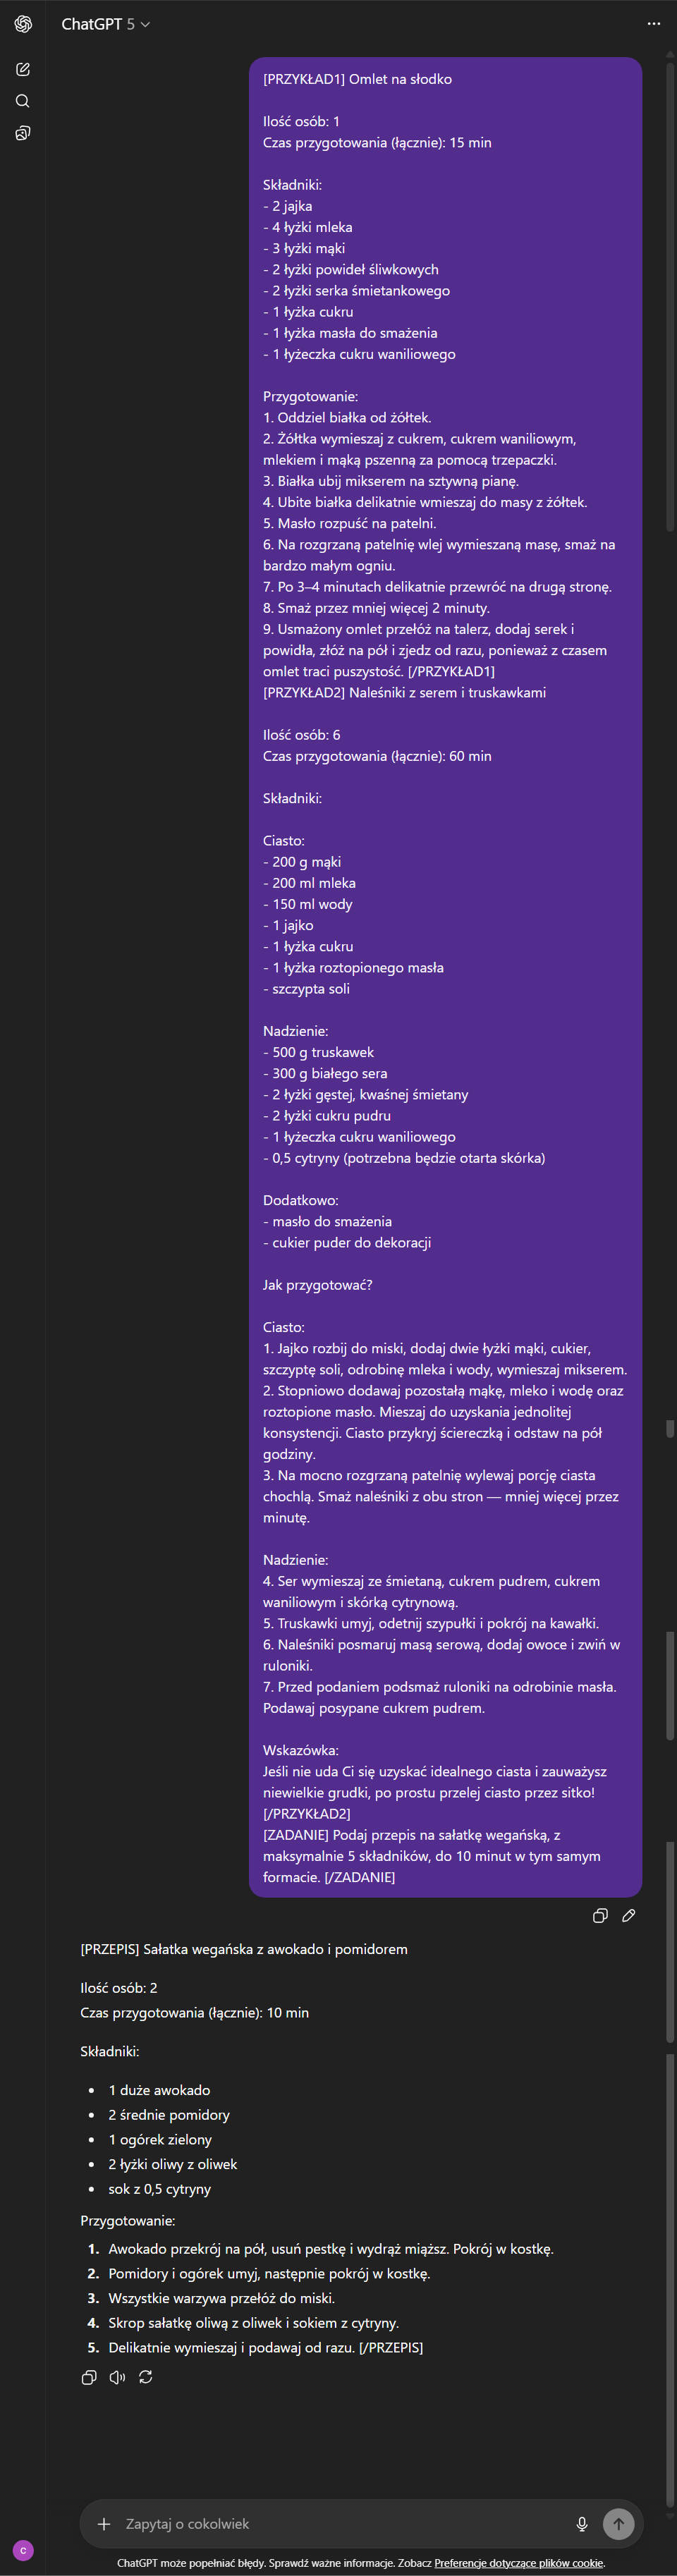 ChatGPT 5
[PRZYKŁAD1] Omlet na słodko
Ilość osób: 1
Czas przygotowania (łącznie): 15 min
Składniki:
- 2 jajka
- 4 łyżki mleka
- 3 łyżki mąki
- 2 łyżki powideł śliwkowych
- 2 łyżki serka śmietankowego
- 1 łyżka cukru
- 1 łyżka masła do smażenia
- 1 łyżeczka cukru waniliowego
Przygotowanie:
1. Oddziel białka od żółtek.
2. Żółtka wymieszaj z cukrem, cukrem waniliowym,
mlekiem i mąką pszenną za pomocą trzepaczki.
3. Białka ubij mikserem na sztywną pianę.
4. Ubite białka delikatnie wmieszaj do masy z żółtek.
5. Masło rozpuść na patelni.
6. Na rozgrzaną patelnię wlej wymieszaną masę, smaż na
bardzo małym ogniu.
7. Po 3–4 minutach delikatnie przewróć na drugą stronę.
8. Smaż przez mniej więcej 2 minuty.
9. Usmażony omlet przełóż na talerz, dodaj serek i
powidła, złóż na pół i zjedz od razu, ponieważ z czasem
omlet traci puszystość. [/PRZYKŁAD1]
[PRZYKŁAD2] Naleśniki z serem i truskawkami
Ilość osób: 6
Czas przygotowania (łącznie): 60 min
Składniki:
Ciasto:
- 200 g mąki
- 200 ml mleka
- 150 ml wody
- 1 jajko
- 1 łyżka cukru
- 1 łyżka roztopionego masła
- szczypta soli
Nadzienie:
- 500 g truskawek
- 300 g białego sera
- 2 łyżki gęstej, kwaśnej śmietany
- 2 łyżki cukru pudru
- 1 łyżeczka cukru waniliowego
- 0,5 cytryny (potrzebna będzie otarta skórka)
Dodatkowo:
- masło do smażenia
- cukier puder do dekoracji
Jak przygotować?
Ciasto:
1. Jajko rozbij do miski, dodaj dwie łyżki mąki, cukier,
szczyptę soli, odrobinę mleka i wody, wymieszaj mikserem.
2. Stopniowo dodawaj pozostałą mąkę, mleko i wodę oraz
roztopione masło. Mieszaj do uzyskania jednolitej
konsystencji. Ciasto przykryj ściereczką i odstaw na pół
godziny.
3. Na mocno rozgrzaną patelnię wylewaj porcję ciasta
chochlą. Smaż naleśniki z obu stron — mniej więcej przez
minutę.
Nadzienie:
4. Ser wymieszaj ze śmietaną, cukrem pudrem, cukrem
waniliowym i skórką cytrynową.
5. Truskawki umyj, odetnij szypułki i pokrój na kawałki.
6. Naleśniki posmaruj masą serową, dodaj owoce i zwiń w
ruloniki.
7. Przed podaniem podsmaż ruloniki na odrobinie masła.
Podawaj posypane cukrem pudrem.
Wskazówka:
Jeśli nie uda Ci się uzyskać idealnego ciasta i zauważysz
niewielkie grudki, po prostu przelej ciasto przez sitko!
[/PRZYKŁAD2]
[ZADANIE] Podaj przepis na sałatkę wegańską, z
maksymalnie 5 składników, do 10 minut w tym samym
formacie. [/ZADANIE]
[PRZEPIS] Sałatka wegańska z awokado i pomidorem
Ilość osób: 2
Czas przygotowania (łącznie): 10 min
Składniki:
• 1 duże awokado
• 2 średnie pomidory
• 1 ogórek zielony
• 2 łyżki oliwy z oliwek
• sok z 0,5 cytryny
Przygotowanie:
1. Awokado przekrój na pół, usuń pestkę i wydrąż miąższ. Pokrój w kostkę.
2. Pomidory i ogórek umyj, następnie pokrój w kostkę.
3. Wszystkie warzywa przełóż do miski.
4. Skrop sałatkę oliwą z oliwek i sokiem z cytryny.
5. Delikatnie wymieszaj i podawaj od razu. [/PRZEPIS]
Zapytaj o cokolwiek
C
ChatGPT może popełniać błędy. Sprawdź ważne informacje. Zobacz Preferencje dotyczące plików cookie.